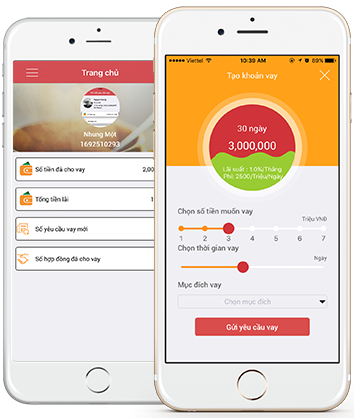 Trang chủ
Nhung Một
1692510293
Số tiền đã cho vay 2,00
Tổng tiền lãi 1
Số yêu cầu vay mới
Số hợp đồng đã cho vay
Viettel 10:39 AM 89%
Tạo khoản vay
30 ngày
3,000,000
Lãi suất : 1.0%/Tháng
Phí: 2500/Triệu/Ngày
Chọn số tiền muốn vay
Triệu VNĐ
1 2 3 4 5 6 7
Chọn thời gian vay
Ngày
Mục đích vay
Chọn mục đích
Gửi yêu cầu vay